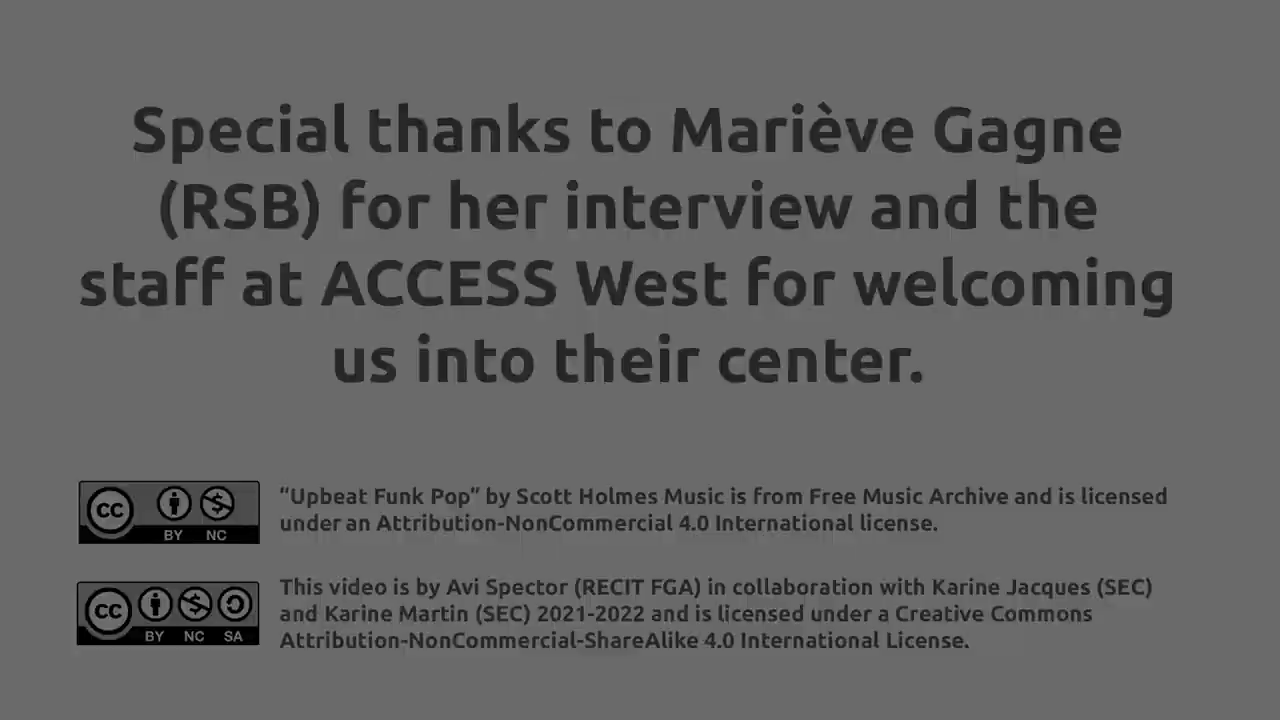 Special thanks to Mariève Gagne
(RSB) for her interview and the
staff at ACCESS West for welcoming
us into their center.
CC BY NC
“Upbeat Funk Pop” by Scott Holmes Music is from Free Music Archive and is licensed
under an Attribution-NonCommercial 4.0 International license.
CC BY NC SA
This video is by Avi Spector (RECIT FGA) in collaboration with Karine Jacques (SEC)
and Karine Martin (SEC) 2021-2022 and is licensed under a Creative Commons
Attribution-NonCommercial-ShareAlike 4.0 International License.